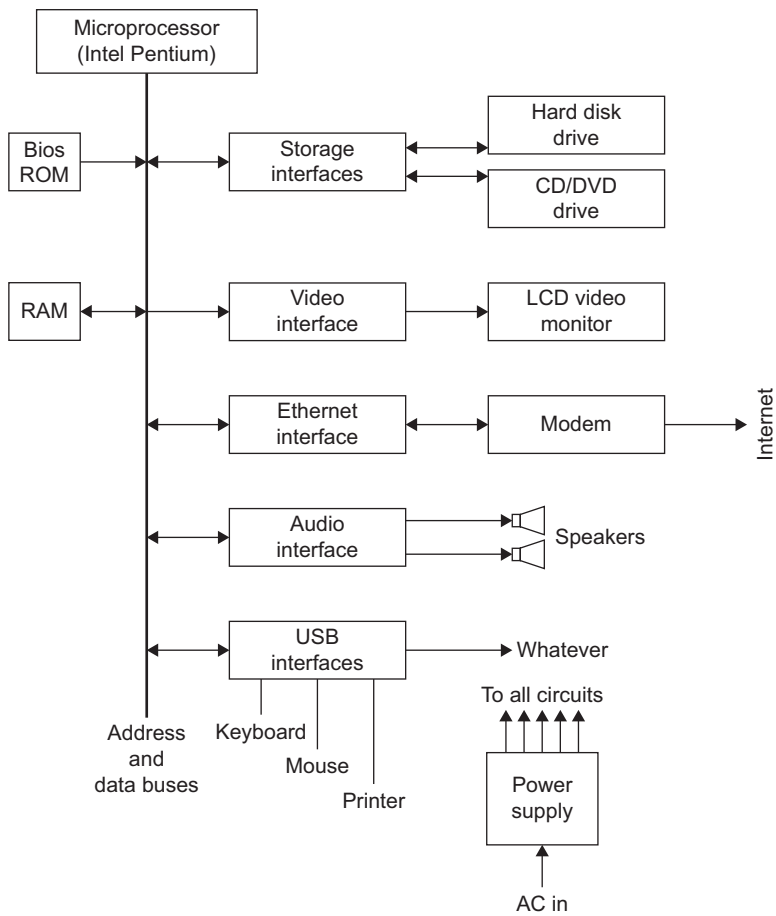 Microprocessor
(Intel Pentium)
Bios
ROM
Storage
interfaces
Hard disk
drive
CD/DVD
drive
RAM
Video
interface
LCD video
monitor
Ethernet
interface
Modem
Internet
Audio
interface
Speakers
USB
interfaces
Whatever
Keyboard
Mouse
Printer
Address
and
data buses
To all circuits
Power
supply
AC in